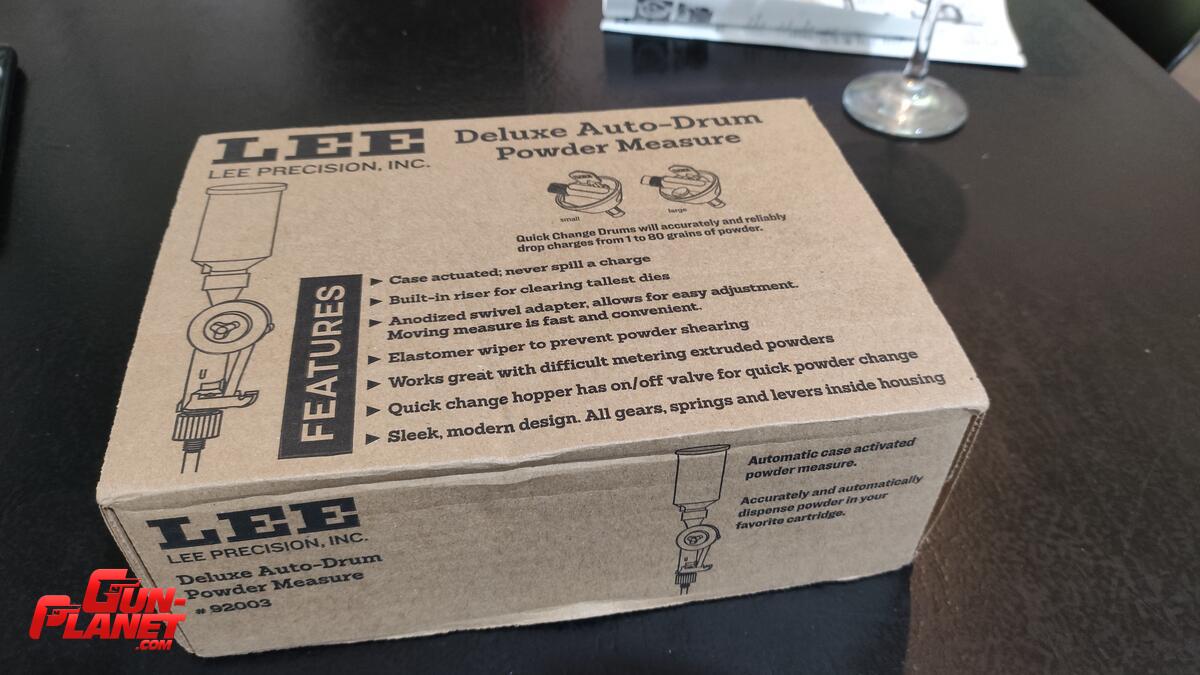 LEE
LEE PRECISION, INC.
Deluxe Auto-Drum
Powder Measure
small
large
Quick Change Drums will accurately and reliably
drop charges from 1 to 80 grains of powder.
FEATURES
▶ Case actuated; never spill a charge
▶ Built-in riser for clearing tallest dies
▶ Anodized swivel adapter, allows for easy adjustment.
Moving measure is fast and convenient.
▶ Elastomer wiper to prevent powder shearing
▶ Works great with difficult metering extruded powders
▶ Quick change hopper has on/off valve for quick powder change
▶ Sleek, modern design. All gears, springs and levers inside housing
LEE
LEE PRECISION, INC.
Deluxe Auto-Drum
Powder Measure
# 92003
Automatic case activated
powder measure.
Accurately and automatically
dispense powder in your
favorite cartridge.
GUN-
PLANET
.COM